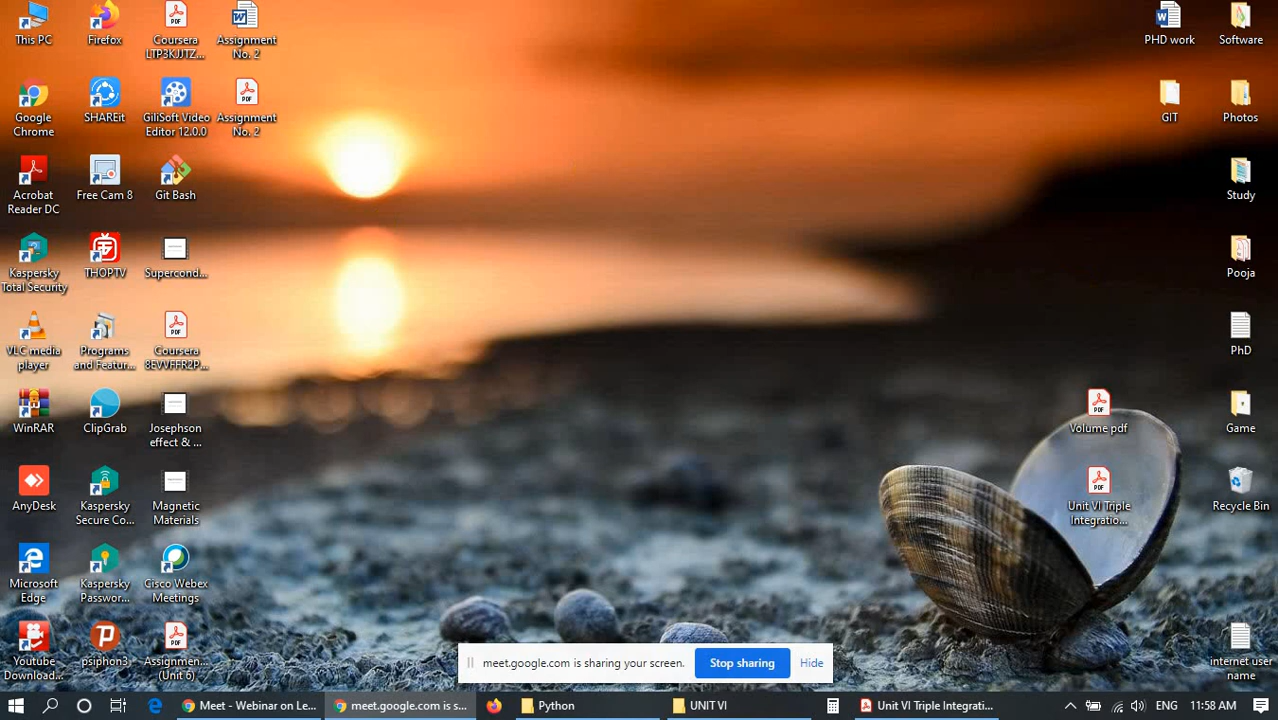 This PC
Firefox
Coursera
LTP3KJJTZ...
Assignment
No. 2
PHD work
Software
Google
Chrome
SHAREit
GiliSoft Video
Editor 12.0.0
Assignment
No. 2
GIT
Photos
Acrobat
Reader DC
Free Cam 8
Git Bash
Study
Kaspersky
Total Security
THOPTV
Supercond...
Pooja
VLC media
player
Programs
and Featur...
Coursera
8EVVFFR2P...
PhD
WinRAR
ClipGrab
Josephson
effect & ...
Volume pdf
Game
AnyDesk
Kaspersky
Secure Co...
Magnetic
Materials
Unit VI Triple
Integratio...
Recycle Bin
Microsoft
Edge
Kaspersky
Passwor...
Cisco Webex
Meetings
Youtube
Download...
psiphon3
Assignmen...
(Unit 6)
internet user
name
meet.google.com is sharing your screen.
Stop sharing
Hide
Meet - Webinar on Le...
meet.google.com is s...
Python
UNIT VI
Unit VI Triple Integrati...
ENG
11:58 AM